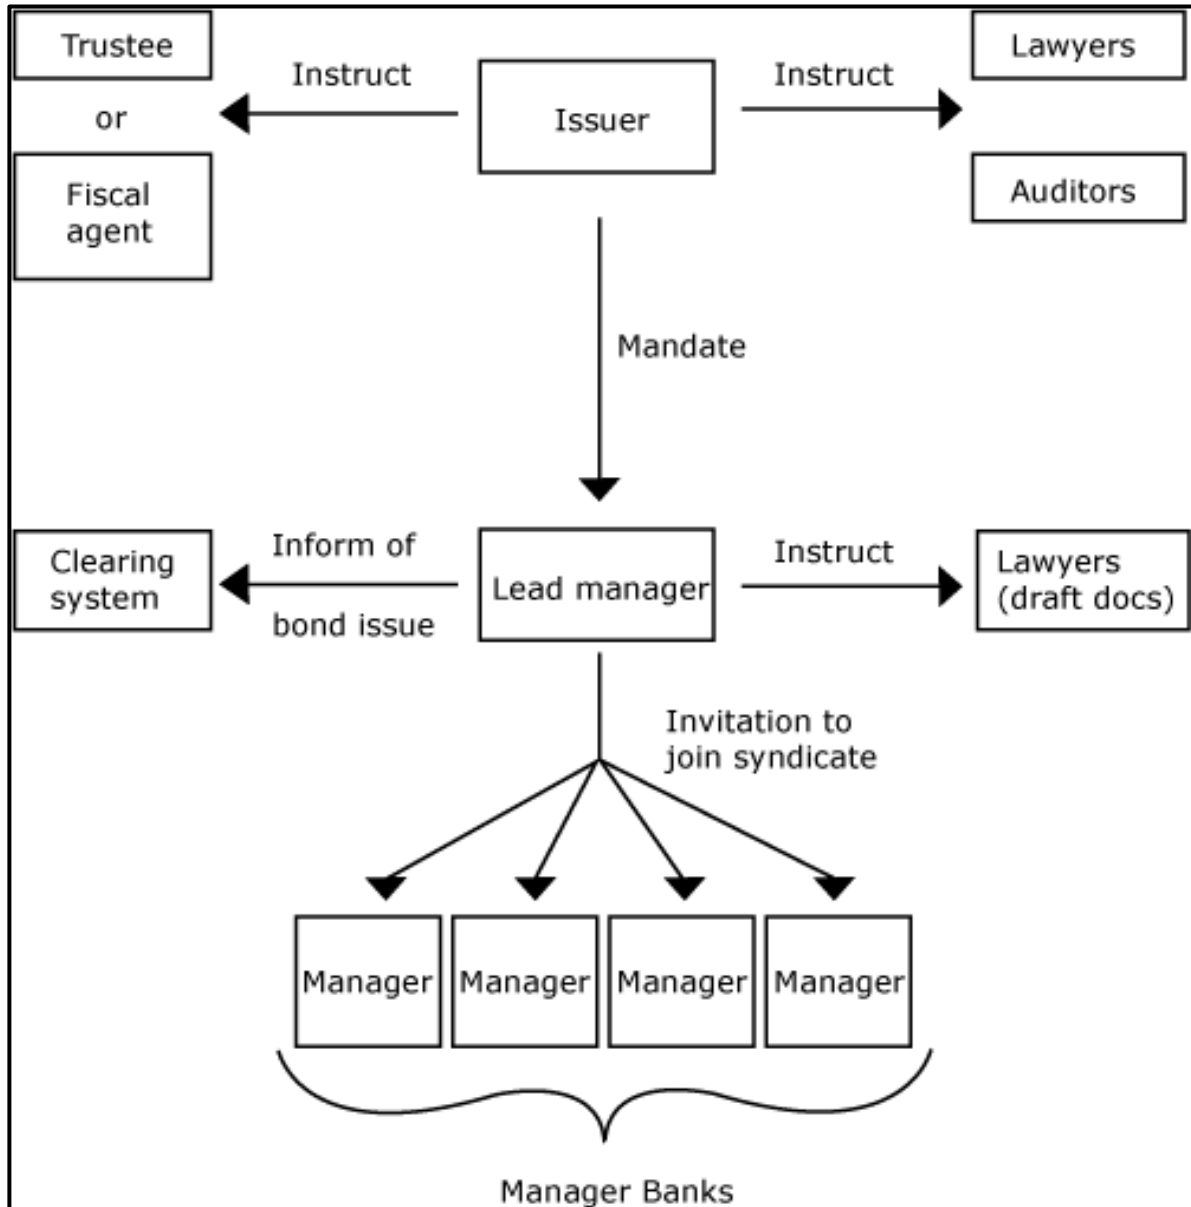 Trustee
Instruct
Issuer
Instruct
Lawyers
or
Fiscal
agent
Auditors
Mandate
Clearing
system
Inform of
bond issue
Lead manager
Instruct
Lawyers
(draft docs)
Invitation to
join syndicate
Manager
Manager
Manager
Manager
Manager Banks